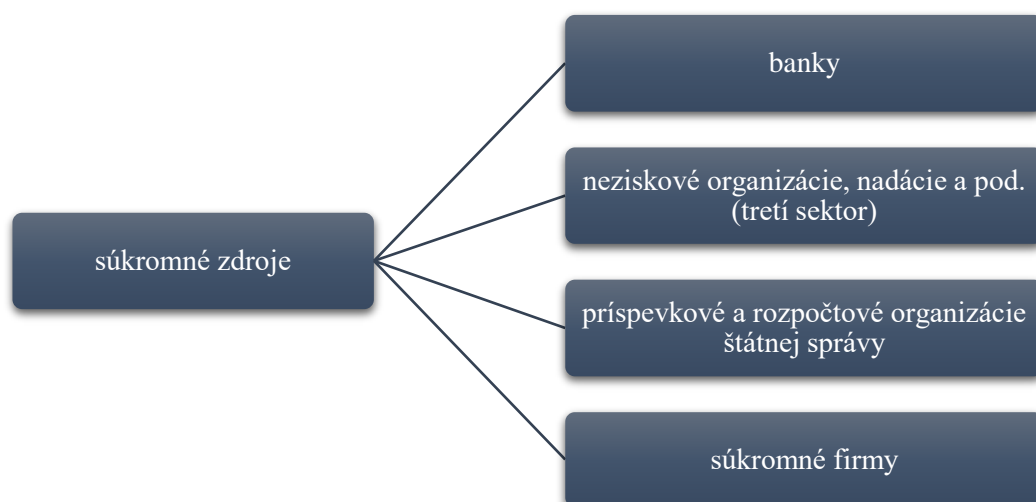 súkromné zdroje
banky
neziskové organizácie, nadácie a pod.
(tretí sektor)
príspevkové a rozpočtové organizácie
štátnej správy
súkromné firmy